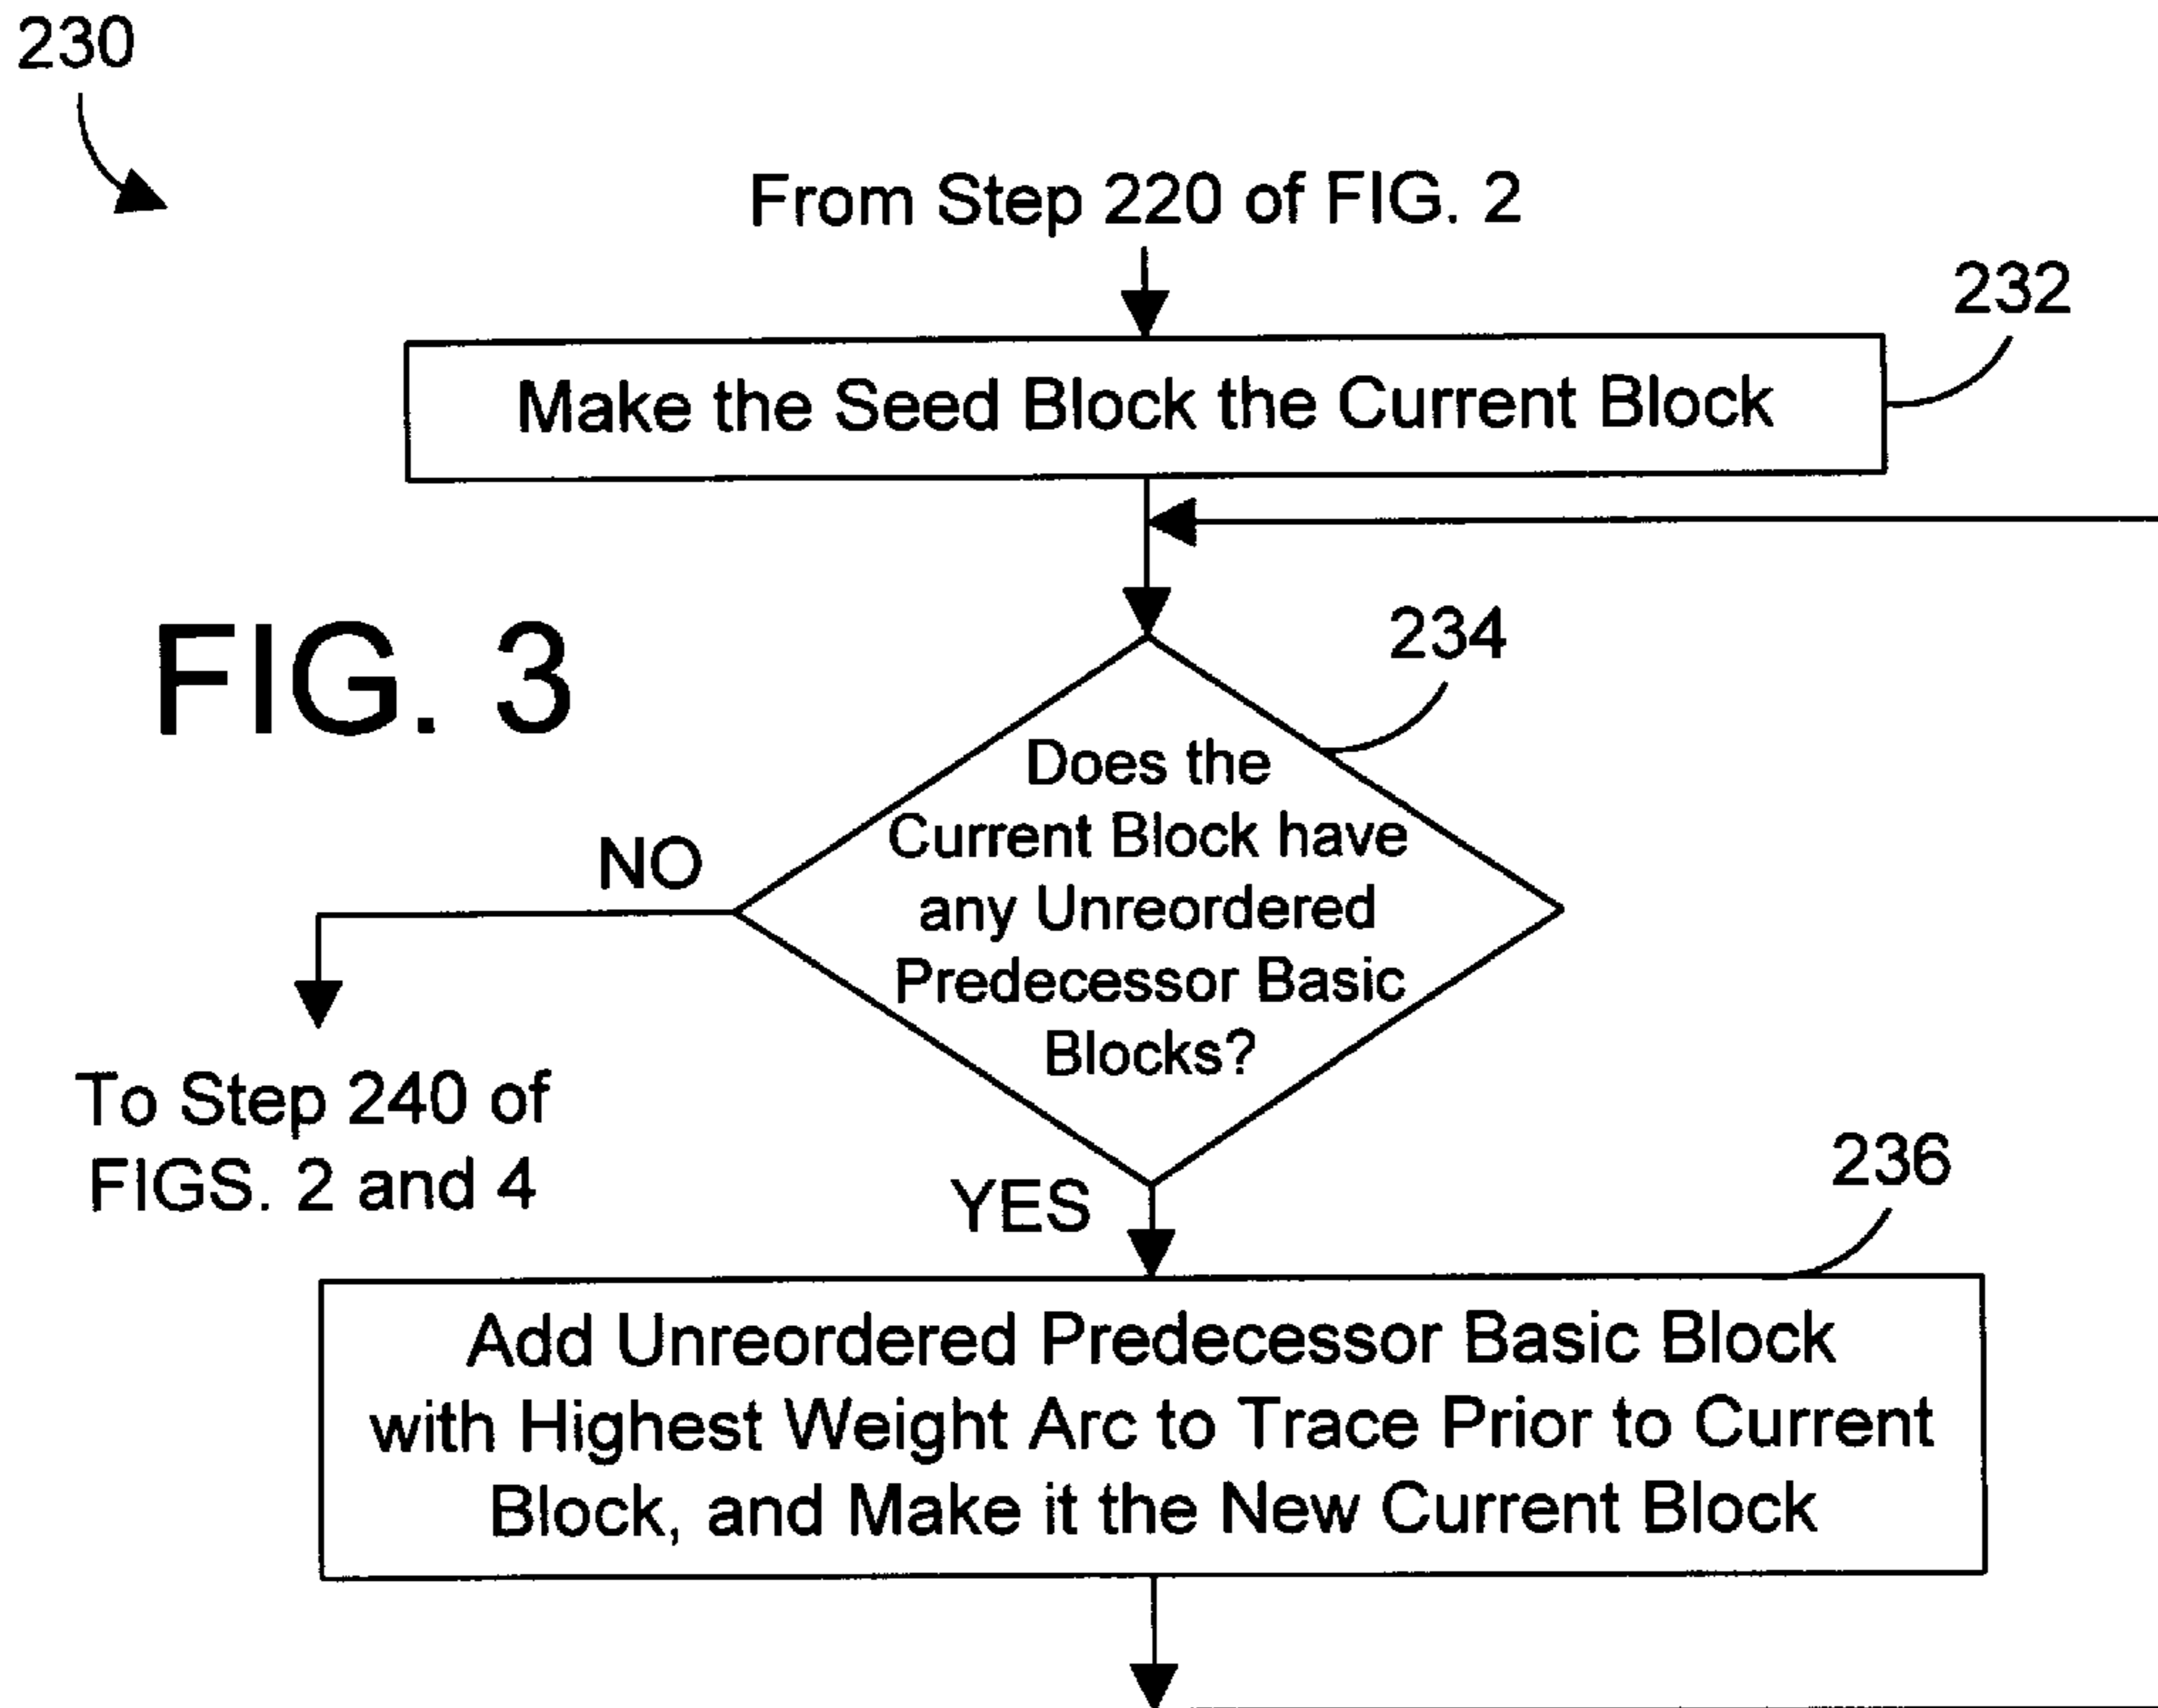 230
From Step 220 of FIG. 2
232
Make the Seed Block the Current Block
FIG. 3
234
Does the
Current Block have
any Unreordered
Predecessor Basic
Blocks?
NO
To Step 240 of
FIGS. 2 and 4
YES
236
Add Unreordered Predecessor Basic Block
with Highest Weight Arc to Trace Prior to Current
Block, and Make it the New Current Block